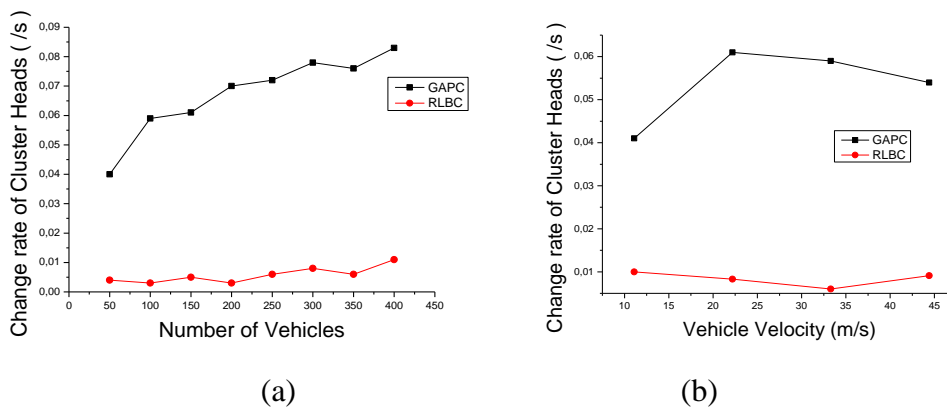 Change rate of Cluster Heads ( /s)
0,09
0,08
0,07
0,06
0,05
0,04
0,03
0,02
0,01
0,00
0 50 100 150 200 250 300 350 400 450
Number of Vehicles
GAPC
RLBC
(a)
Change rate of Cluster Heads ( /s)
0,06
0,05
0,04
0,03
0,02
0,01
10 15 20 25 30 35 40 45
Vehicle Velocity (m/s)
GAPC
RLBC
(b)